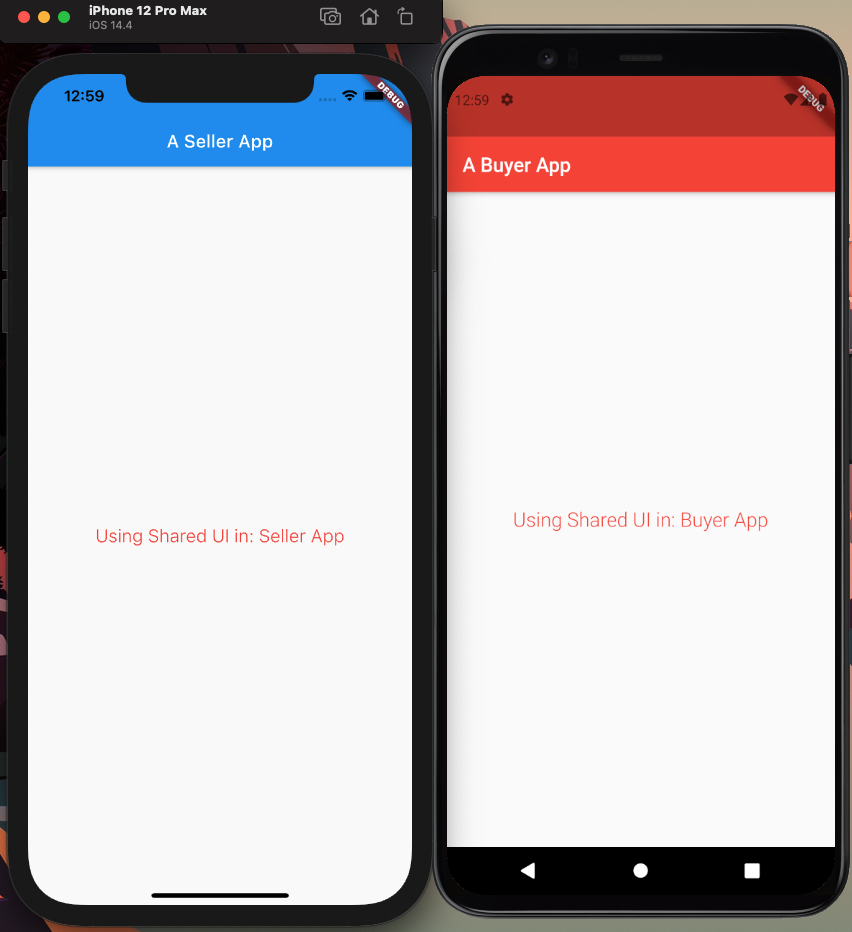 iPhone 12 Pro Max
iOS 14.4
12:59
DEBUG
A Seller App
Using Shared UI in: Seller App
12:59
DEBUG
A Buyer App
Using Shared UI in: Buyer App